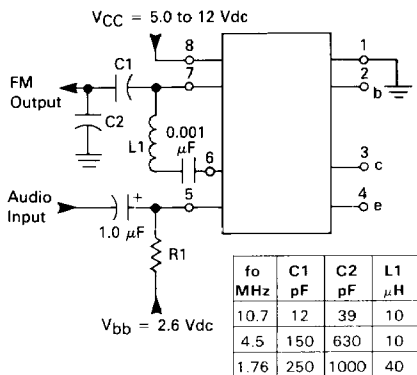 VCC = 5.0 to 12 Vdc
C1
8
1
FM
Output
7
2
b
C2
L1
0.001
μF
6
3
c
Audio
Input
+
5
4
e
1.0 μF
R1
Vbb = 2.6 Vdc
fo MHz C1 pF C2 pF L1 μH
10.7 12 39 10
4.5 150 630 10
1.76 250 1000 40